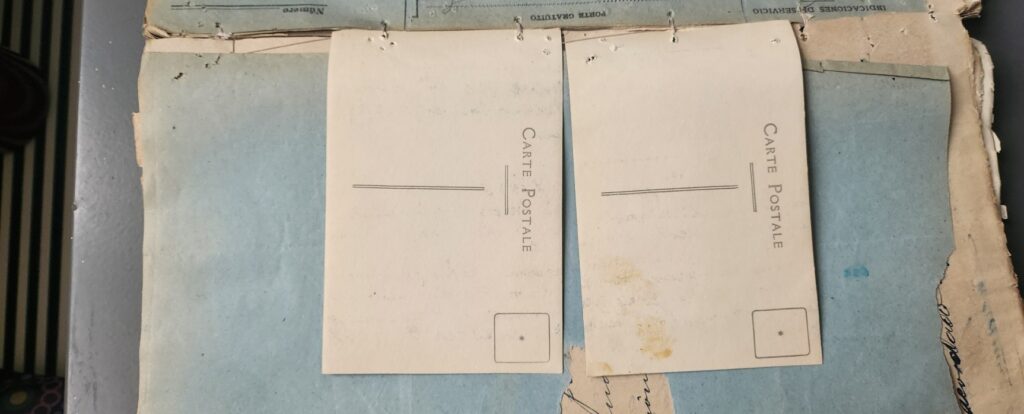 Número
PORTE GRATUITO
INDICACIONES DE SERVICIO
CARTE POSTALE
CARTE POSTALE